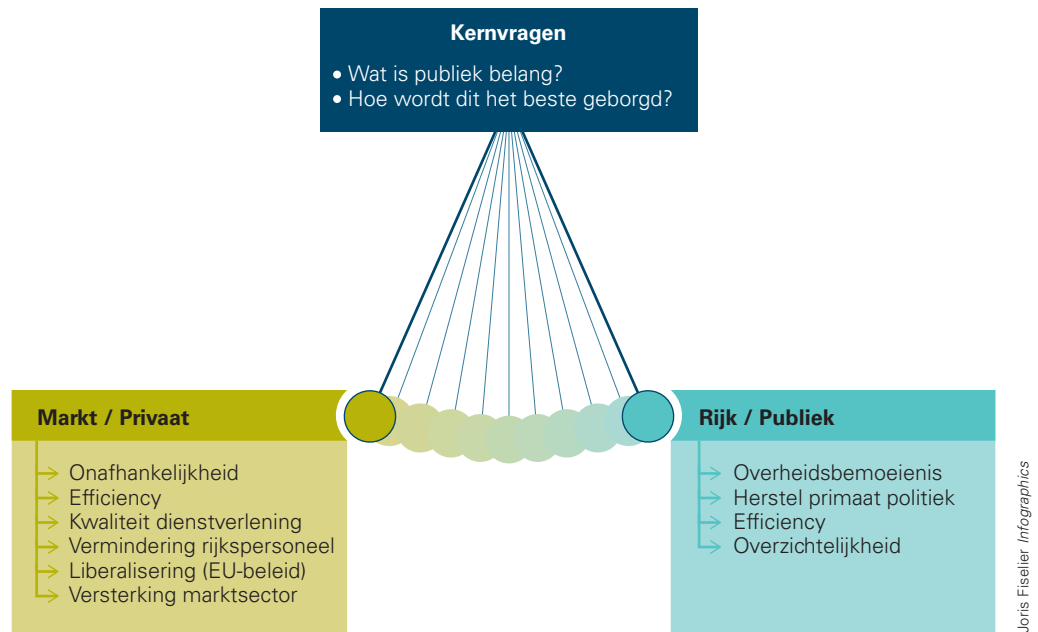 Kernvragen
• Wat is publiek belang?
• Hoe wordt dit het beste geborgd?
Markt / Privaat
Onafhankelijkheid
Efficiency
Kwaliteit dienstverlening
Vermindering rijkspersoneel
Liberalisering (EU-beleid)
Versterking marktsector
Rijk / Publiek
Overheidsbemoeienis
Herstel primaat politiek
Efficiency
Overzichtelijkheid
Joris Fiselier Infographics